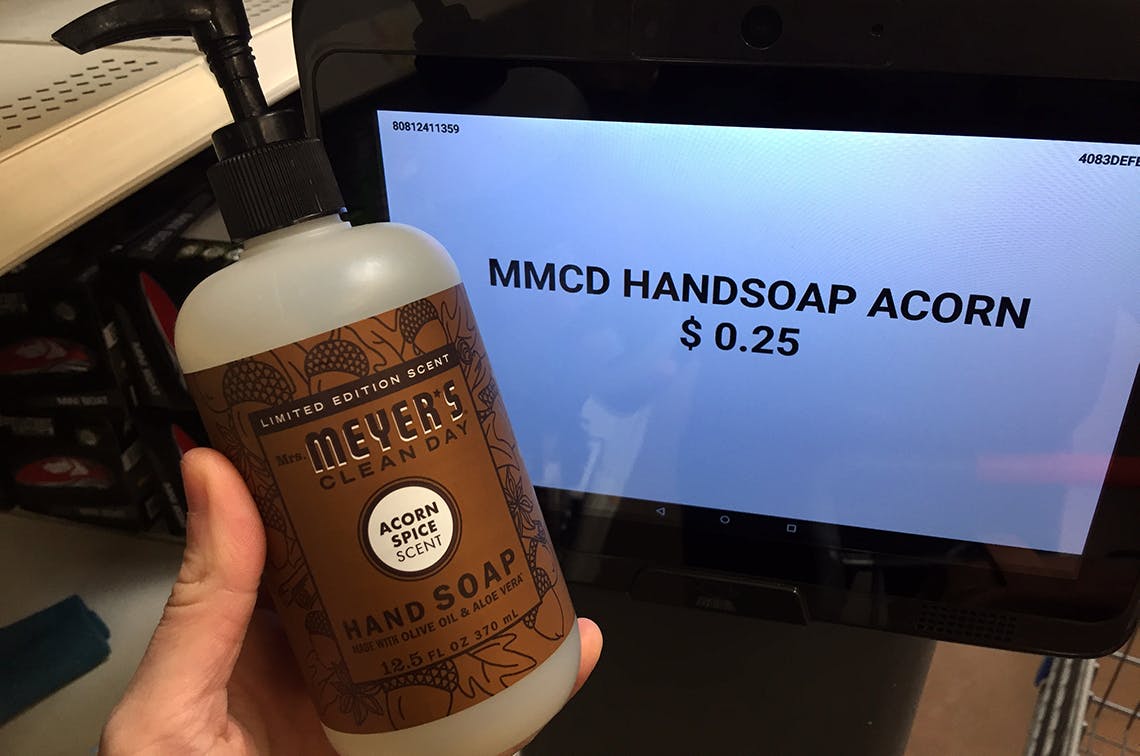 80812411359
4083DEFE
MMCD HANDSOAP ACORN
$ 0.25
LIMITED EDITION SCENT
Mrs. MEYER'S
CLEAN DAY
ACORN
SPICE
SCENT
HAND SOAP
MADE WITH OLIVE OIL & ALOE VERA
12.5 FL OZ 370 mL